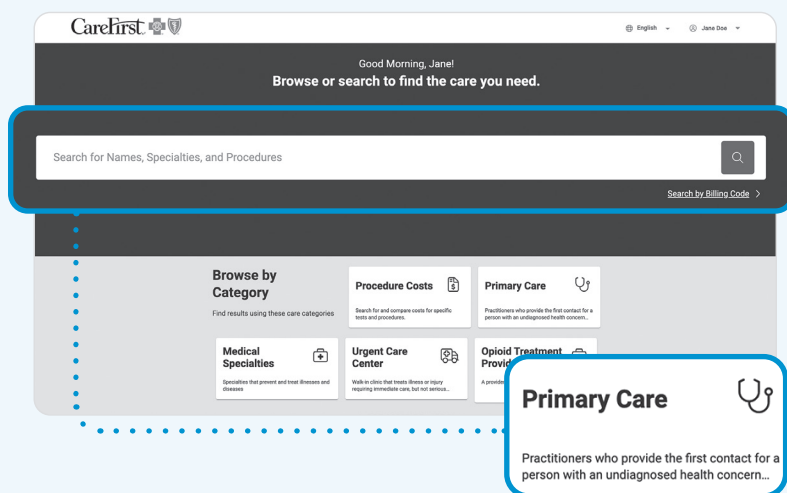 CareFirst
English
Jane Doe
Good Morning, Jane!
Browse or search to find the care you need.
Search for Names, Specialties, and Procedures
Search by Billing Code
Browse by
Category
Find results using these care categories
Procedure Costs
Search for and compare costs for specific
tests and procedures.
Primary Care
Practitioners who provide the first contact for a
person with an undiagnosed health concern...
Medical
Specialties
Specialties that prevent and treat illnesses and
diseases
Urgent Care
Center
Walk-in clinic that treats illness or injury
requiring immediate care, but not serious...
Opioid Treatment
Provid
A provide
Primary Care
Practitioners who provide the first contact for a
person with an undiagnosed health concern...